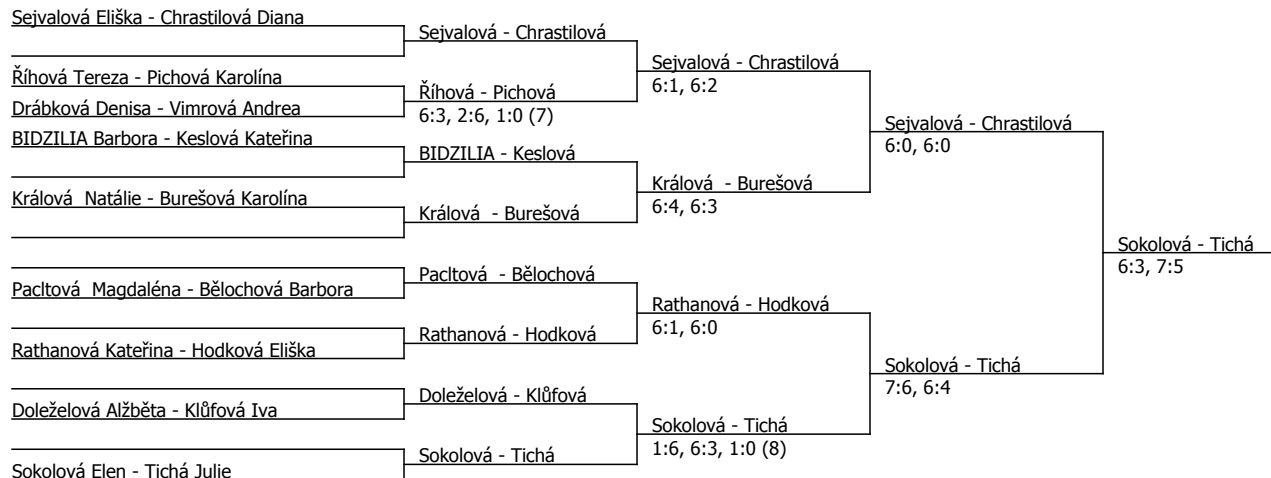 Sejvalová Eliška - Chrastilová Diana
Sejvalová - Chrastilová
Sejvalová - Chrastilová
6:1, 6:2
Říhová Tereza - Pichová Karolína
Říhová - Pichová
6:3, 2:6, 1:0 (7)
Drábková Denisa - Vimrová Andrea
Sejvalová - Chrastilová
6:0, 6:0
BIDZILIA Barbora - Keslová Kateřina
BIDZILIA - Keslová
Králová  - Burešová
6:4, 6:3
Králová  Natálie - Burešová Karolína
Králová  - Burešová
Sokolová - Tichá
6:3, 7:5
Pacltová  - Bělochová
Pacltová  Magdaléna - Bělochová Barbora
Rathanová - Hodková
6:1, 6:0
Rathanová - Hodková
Rathanová Kateřina - Hodková Eliška
Sokolová - Tichá
7:6, 6:4
Doleželová - Klůfová
Doleželová Alžběta - Klůfová Iva
Sokolová - Tichá
1:6, 6:3, 1:0 (8)
Sokolová - Tichá
Sokolová Elen - Tichá Julie